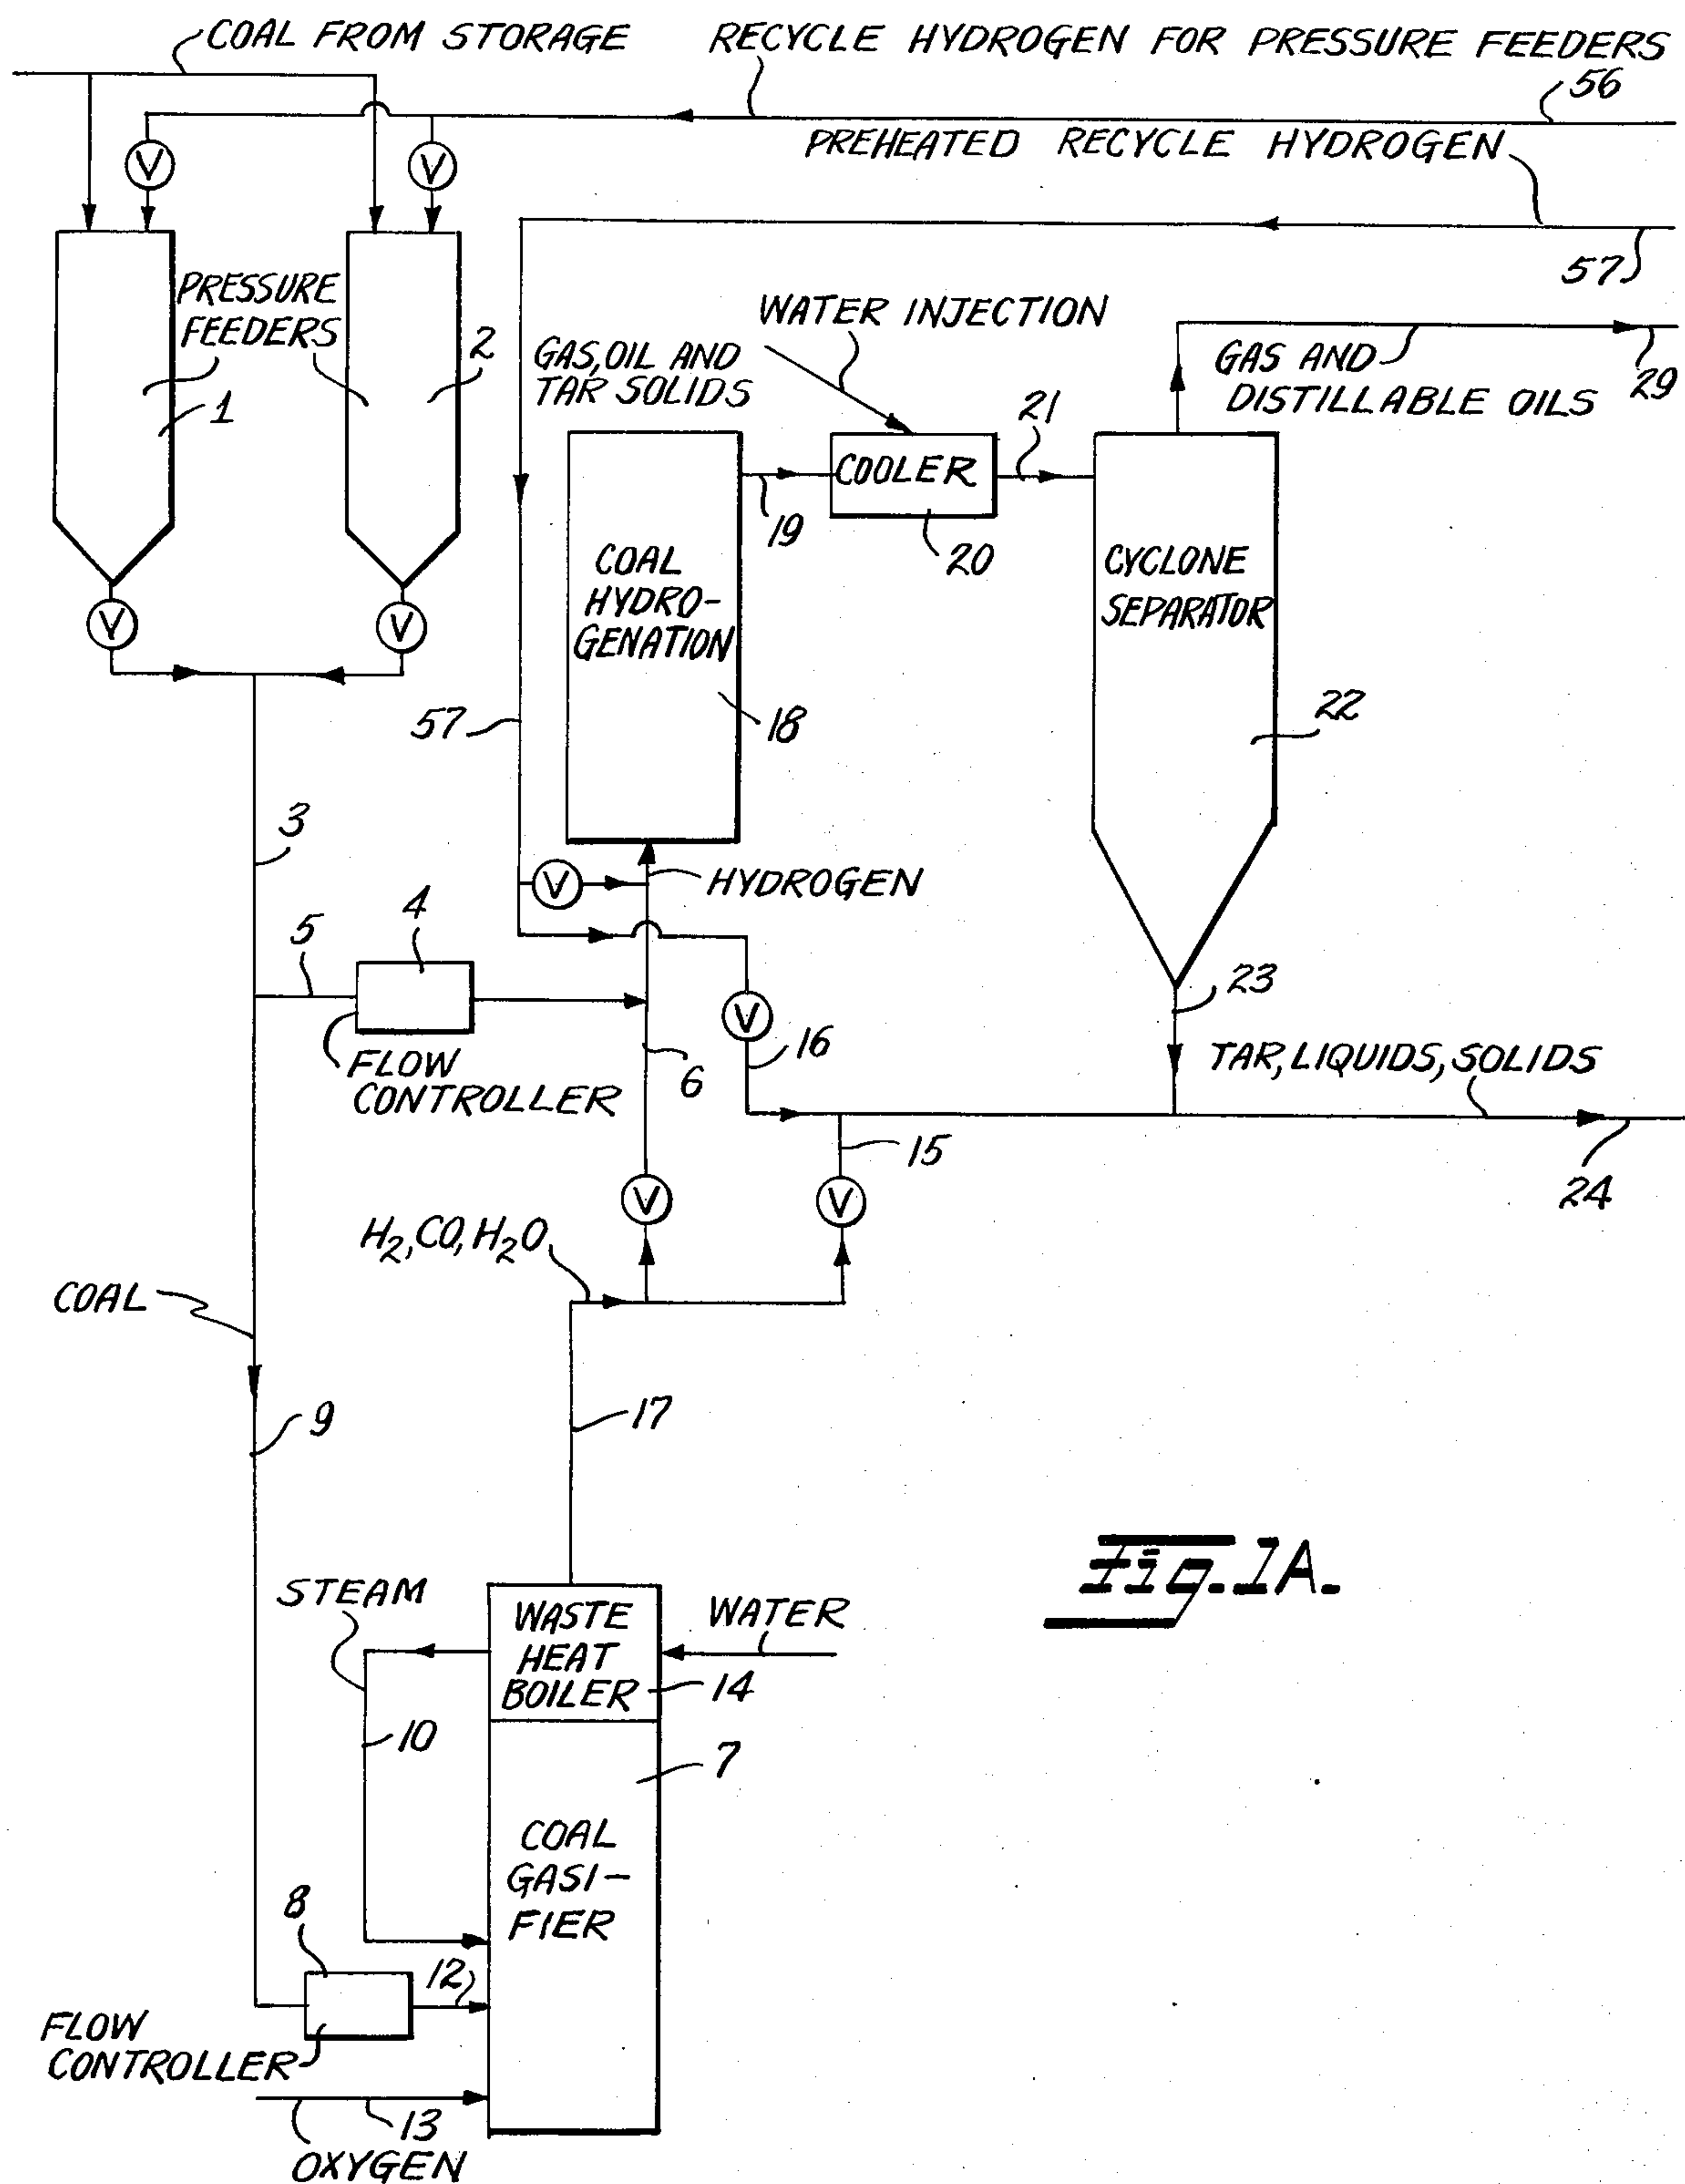 COAL FROM STORAGE
RECYCLE HYDROGEN FOR PRESSURE FEEDERS
56
PREHEATED RECYCLE HYDROGEN
V
V
57
PRESSURE
FEEDERS
1
2
WATER INJECTION
GAS, OIL AND
TAR SOLIDS
GAS AND
DISTILLABLE OILS
29
21
COOLER
19
20
COAL
HYDRO-
GENATION
18
CYCLONE
SEPARATOR
22
V
V
57
3
V
HYDROGEN
5
4
FLOW
CONTROLLER
6
V
16
23
TAR, LIQUIDS, SOLIDS
24
15
V
V
H2, CO, H2O
COAL
9
17
Fig. 1A.
STEAM
WASTE
HEAT
BOILER
WATER
14
10
7
COAL
GASI-
FIER
8
12
FLOW
CONTROLLER
13
OXYGEN